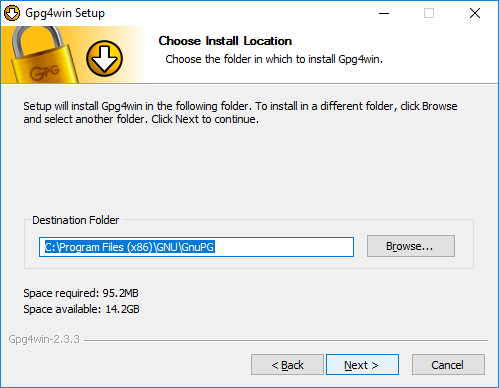 Gpg4win Setup
GPG
Choose Install Location
Choose the folder in which to install Gpg4win.
Setup will install Gpg4win in the following folder. To install in a different folder, click Browse
and select another folder. Click Next to continue.
Destination Folder
C:\Program Files (x86)\GNU\GnuPG
Browse...
Space required: 95.2MB
Space available: 14.2GB
Gpg4win-2.3.3
< Back
Next >
Cancel